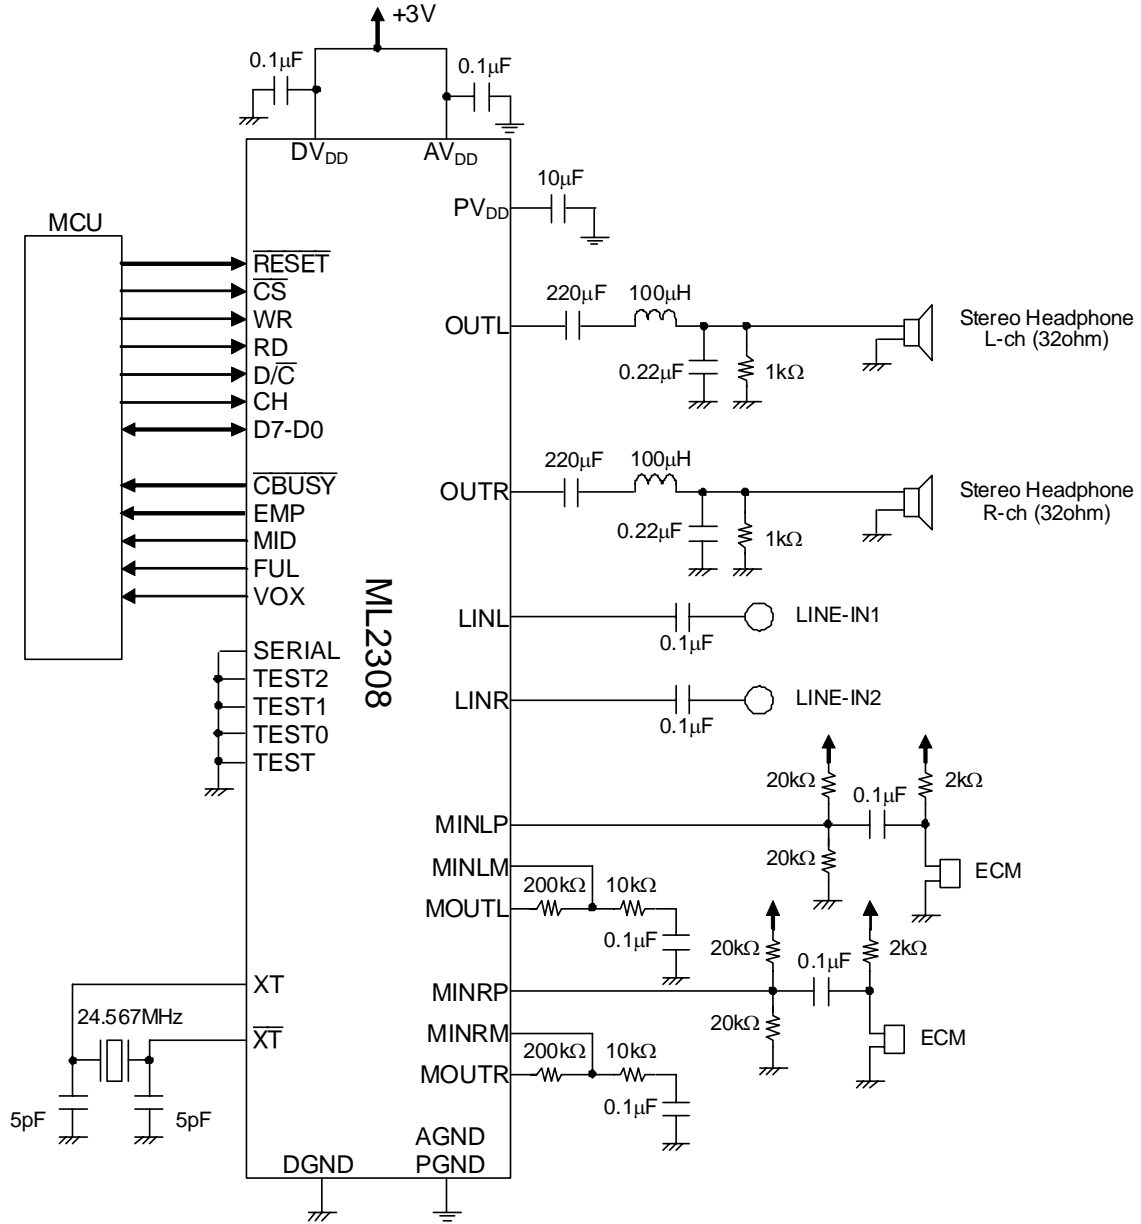 +3V
0.1μF
0.1μF
DVDD
AVDD
10μF
PVDD
MCU
RESET
CS
WR
RD
D/C
CH
D7-D0
CBUSY
EMP
MID
FUL
VOX
SERIAL
TEST2
TEST1
TEST0
TEST
XT
24.567MHz
XT
5pF
5pF
ML2308
220μF
100μH
OUTL
0.22μF
1kΩ
Stereo Headphone
L-ch (32ohm)
220μF
100μH
OUTR
0.22μF
1kΩ
Stereo Headphone
R-ch (32ohm)
LINL
0.1μF
LINE-IN1
LINR
0.1μF
LINE-IN2
20kΩ
0.1μF
2kΩ
MINLP
20kΩ
ECM
MINLM
200kΩ
10kΩ
MOUTL
0.1μF
20kΩ
0.1μF
2kΩ
MINRP
20kΩ
ECM
MINRM
200kΩ
10kΩ
MOUTR
0.1μF
AGND
DGND
PGND